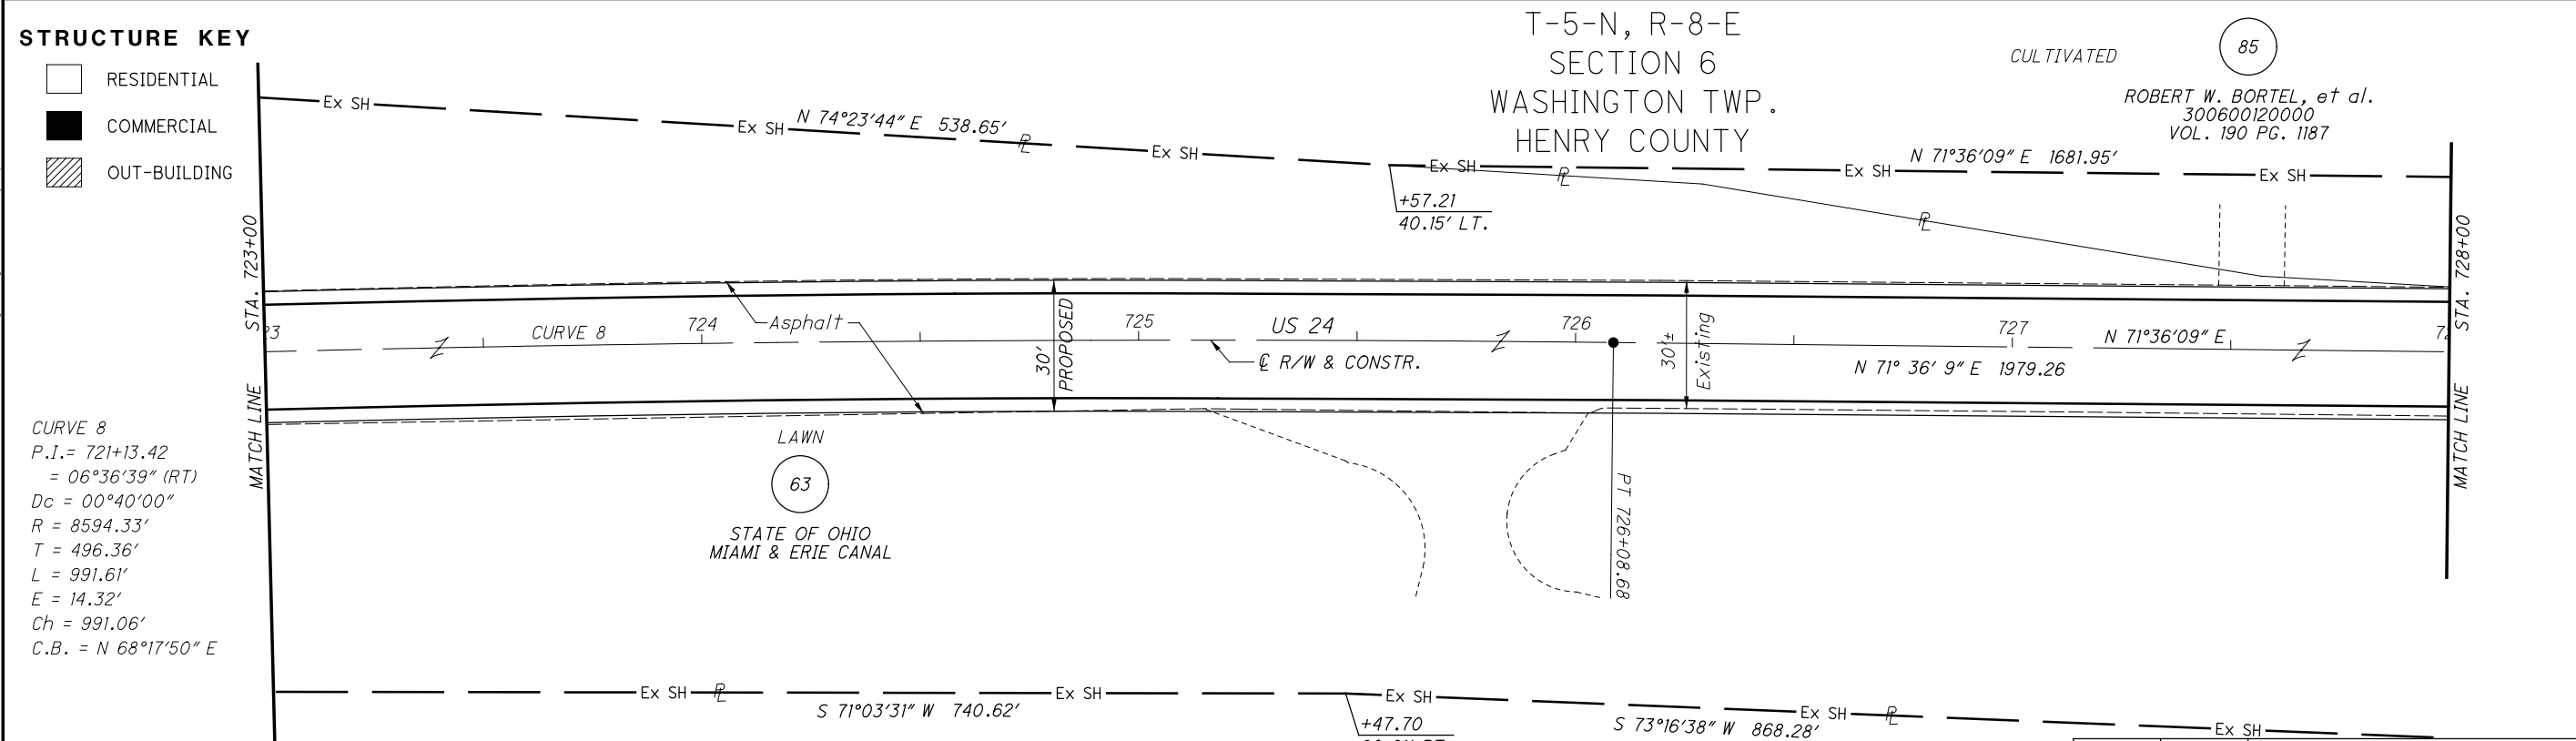 STRUCTURE KEY
RESIDENTIAL
COMMERCIAL
OUT-BUILDING
T-5-N, R-8-E
SECTION 6
WASHINGTON TWP.
HENRY COUNTY
CULTIVATED
85
ROBERT W. BORTEL, et al.
300600120000
VOL. 190 PG. 1187
Ex SH
Ex SH
N 74°23'44" E 538.65'
PL
Ex SH
Ex SH
PL
Ex SH
N 71°36'09" E 1681.95'
Ex SH
+57.21
40.15' LT.
PL
STA. 723+00
MATCH LINE
CURVE 8
724
Asphalt
30'
PROPOSED
725
US 24
CL R/W & CONSTR.
726
30'±
Existing
727
N 71°36'09" E
N 71° 36' 9" E 1979.26
STA. 728+00
MATCH LINE
CURVE 8
P.I.= 721+13.42
= 06°36'39" (RT)
Dc = 00°40'00"
R = 8594.33'
T = 496.36'
L = 991.61'
E = 14.32'
Ch = 991.06'
C.B. = N 68°17'50" E
LAWN
63
STATE OF OHIO
MIAMI & ERIE CANAL
PT 726+08.68
Ex SH
PL
S 71°03'31" W 740.62'
Ex SH
Ex SH
+47.70
S 73°16'38" W 868.28'
Ex SH
PL
Ex SH